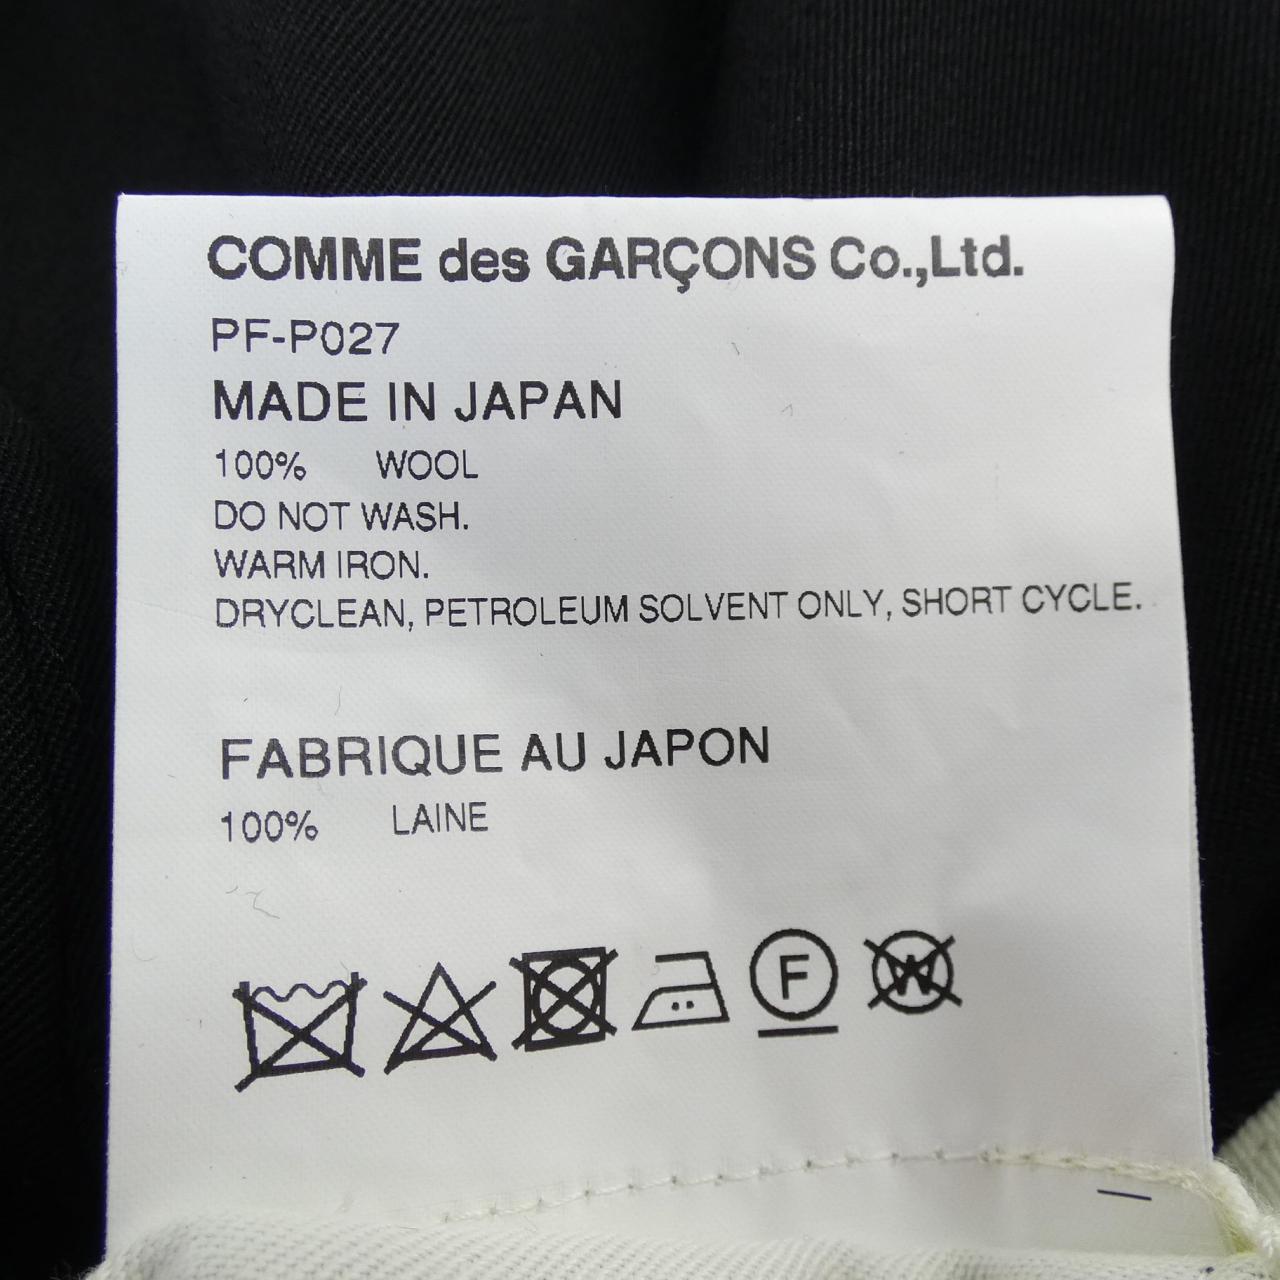 COMME des GARÇONS Co.,Ltd.
PF-P027
MADE IN JAPAN
100% WOOL
DO NOT WASH.
WARM IRON.
DRYCLEAN, PETROLEUM SOLVENT ONLY, SHORT CYCLE.
FABRIQUE AU JAPON
100% LAINE
F W